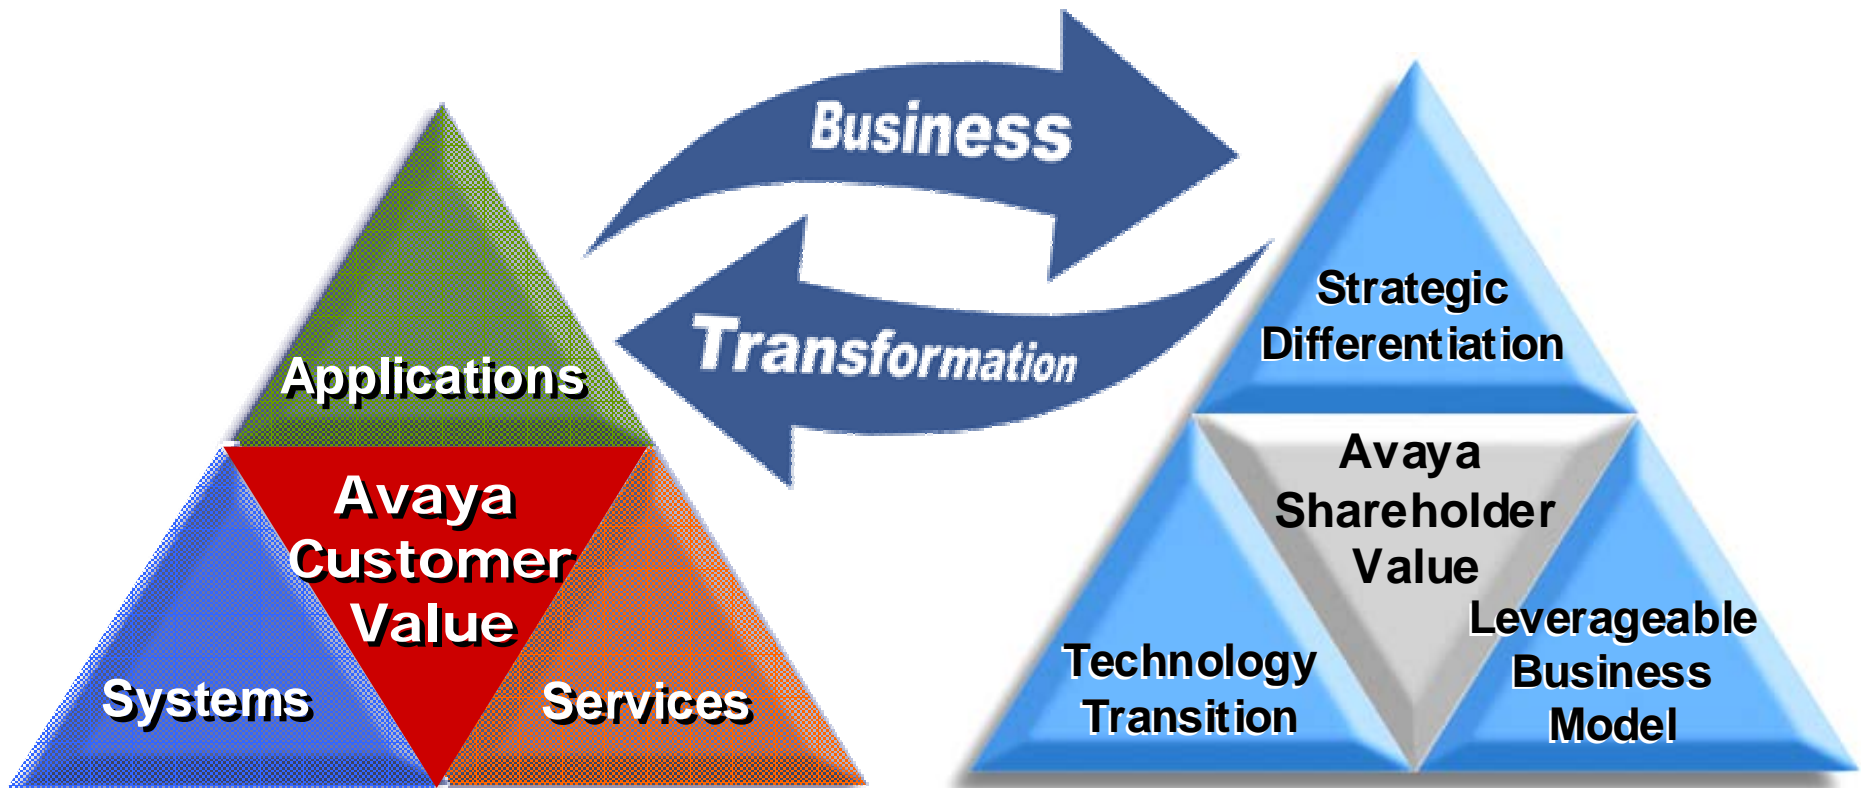 Business
Transformation
Applications
Avaya
Customer
Value
Systems
Services
Strategic
Differentiation
Avaya
Shareholder
Value
Technology
Transition
Leverageable
Business
Model